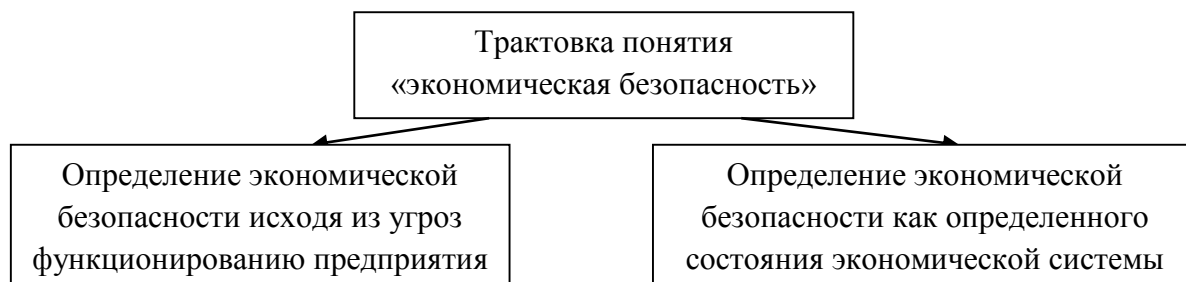 Трактовка понятия
«экономическая безопасность»
Определение экономической
безопасности исходя из угроз
функционированию предприятия
Определение экономической
безопасности как определенного
состояния экономической системы